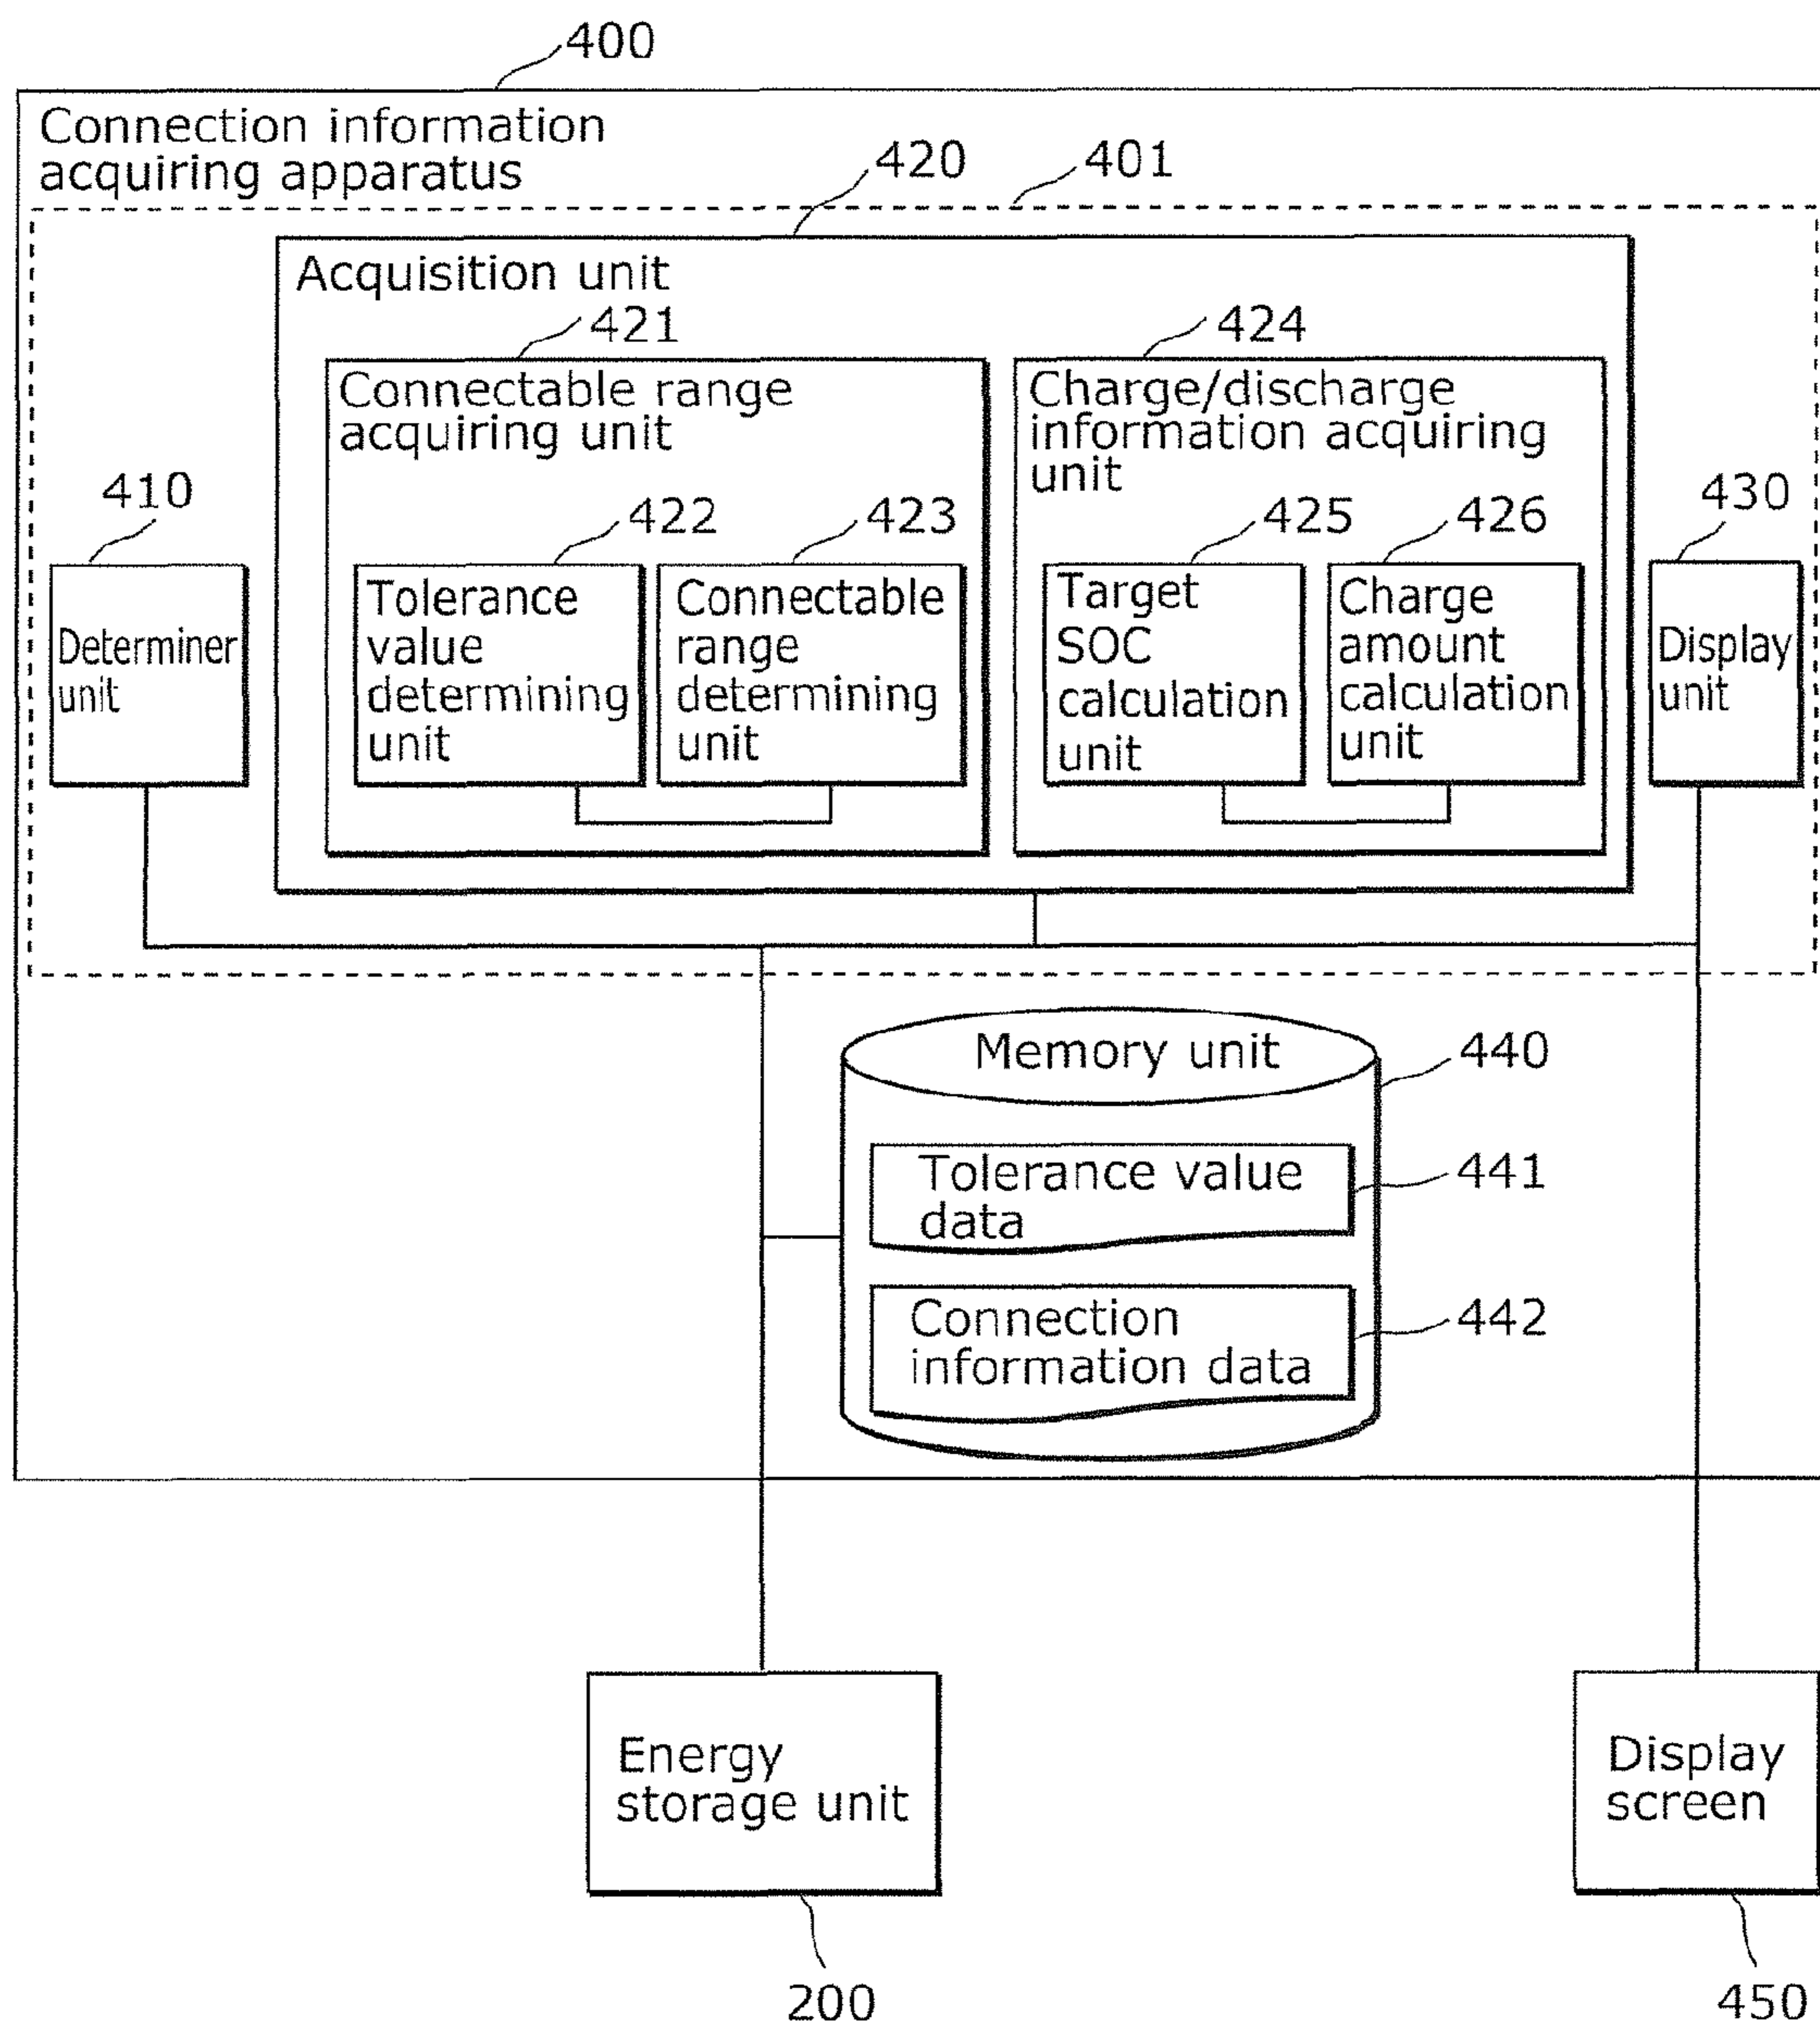 400
Connection information
acquiring apparatus
420
401
Acquisition unit
421
424
Connectable range
acquiring unit
Charge/discharge
information acquiring
unit
410
422
423
425
426
430
Determiner
unit
Tolerance
value
determining
unit
Connectable
range
determining
unit
Target
SOC
calculation
unit
Charge
amount
calculation
unit
Display
unit
Memory unit
440
Tolerance value
data
441
Connection
information data
442
Energy
storage unit
Display
screen
200
450